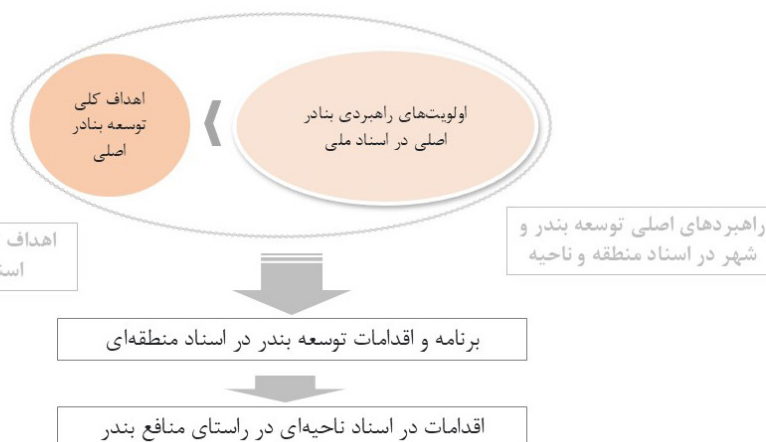 اولویت‌های راهبردی بنادر
اصلی در اسناد ملی
اهداف کلی
توسعه بنادر
اصلی
راهبردهای اصلی توسعه بندر و
شهر در اسناد منطقه و ناحیه
اهداف
برنامه و اقدامات توسعه بندر در اسناد منطقه‌ای
اقدامات در اسناد ناحیه‌ای در راستای منافع بندر